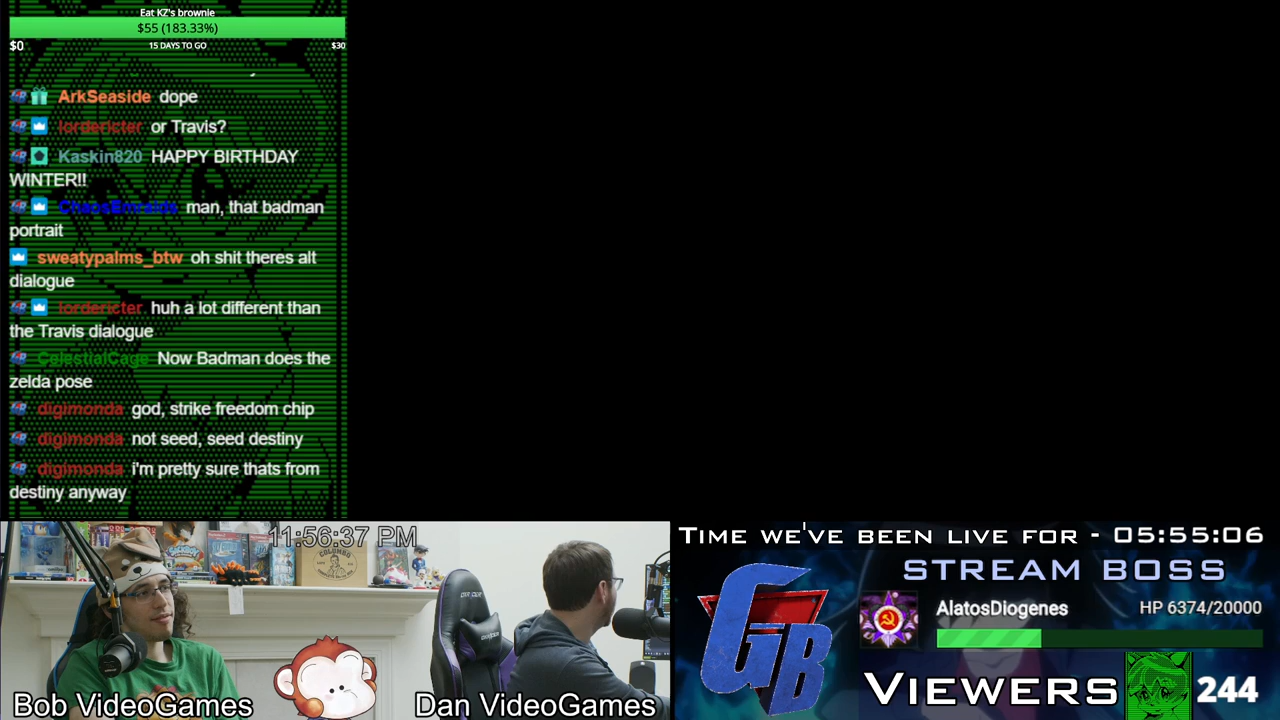 Eat KZ's brownie
$55 (183.33%)
$0 15 DAYS TO GO $30
ArkSeaside dope
lordericter or Travis?
Kaskin820 HAPPY BIRTHDAY
WINTER!!
man, that badman
portrait
sweatypalms_btw oh shit theres alt
dialogue
lordericter huh a lot different than
the Travis dialogue
CelestialCage Now Badman does the
zelda pose
digimonda god, strike freedom chip
digimonda not seed, seed destiny
digimonda i'm pretty sure thats from
destiny anyway
11:56:37 PM
SACKBOY
COLUMBO
Bob VideoGames
Dan VideoGames
TIME WE'VE BEEN LIVE FOR - 05:55:06
STREAM BOSS
AlatosDiogenes HP 6374/20000
GB
VIEWERS 244